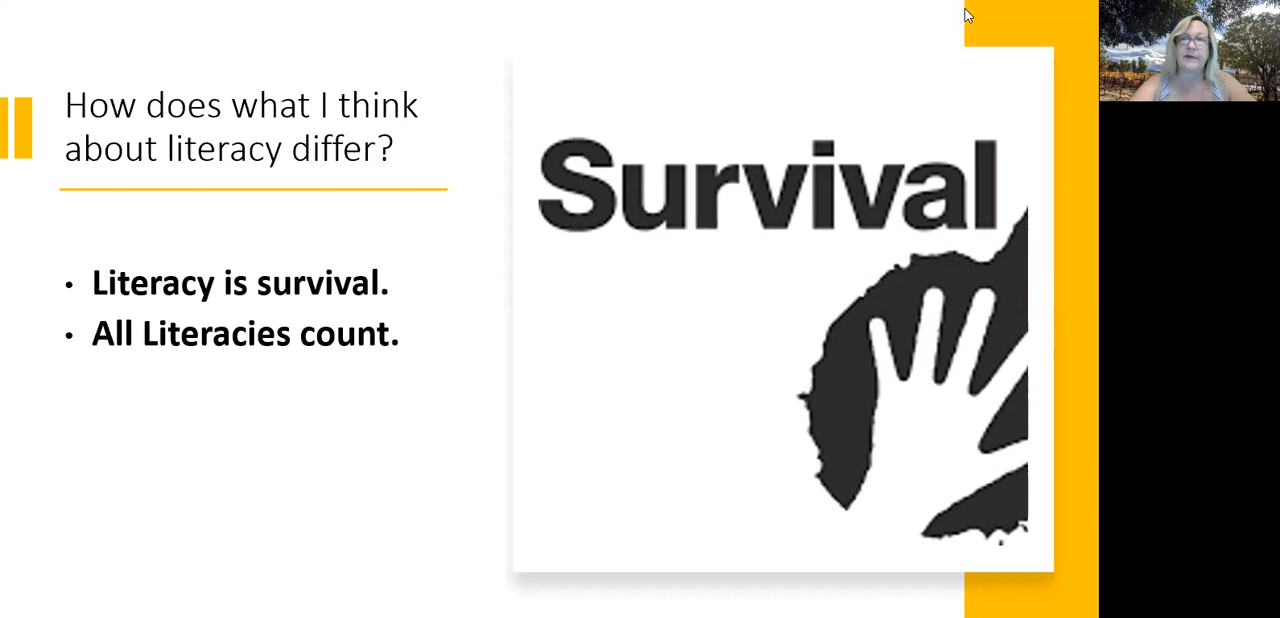 How does what I think
about literacy differ?
• Literacy is survival.
• All Literacies count.
Survival